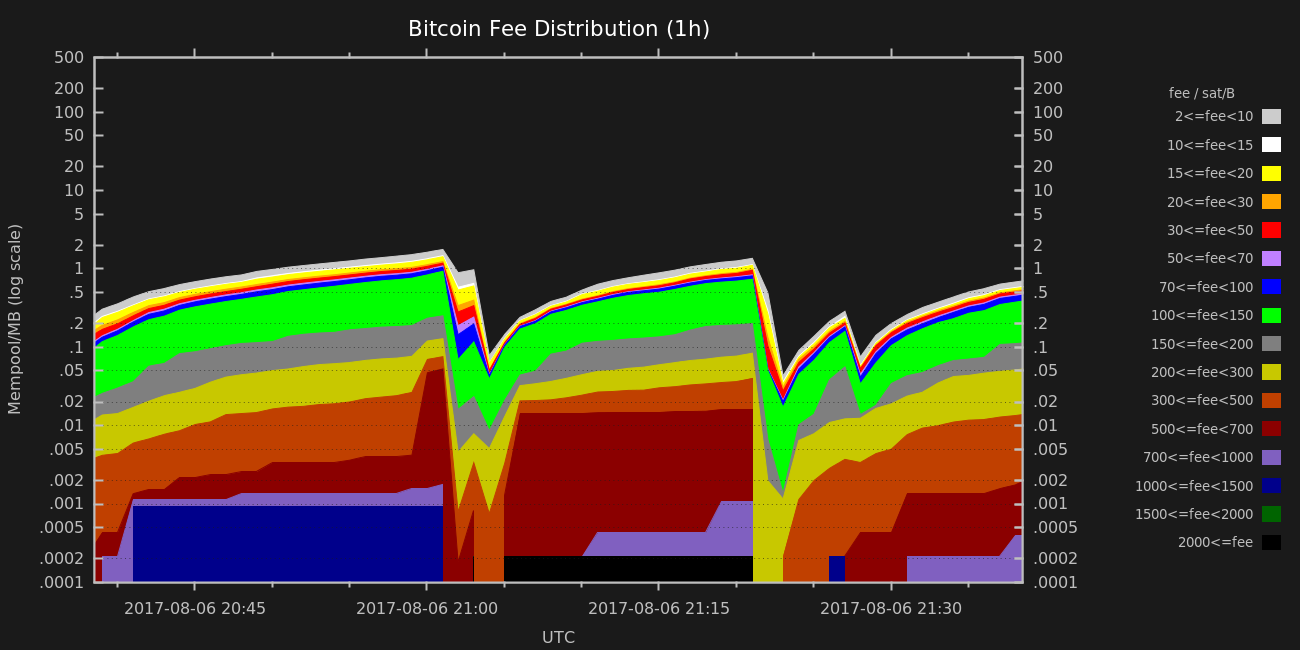 Bitcoin Fee Distribution (1h)
Mempool/MB (log scale)
500
200
100
50
20
10
5
2
1
.5
.2
.1
.05
.02
.01
.005
.002
.001
.0005
.0002
.0001
500
200
100
50
20
10
5
2
1
.5
.2
.1
.05
.02
.01
.005
.002
.001
.0005
.0002
.0001
2017-08-06 20:45
2017-08-06 21:00
2017-08-06 21:15
2017-08-06 21:30
UTC
fee / sat/B
2<=fee<10
10<=fee<15
15<=fee<20
20<=fee<30
30<=fee<50
50<=fee<70
70<=fee<100
100<=fee<150
150<=fee<200
200<=fee<300
300<=fee<500
500<=fee<700
700<=fee<1000
1000<=fee<1500
1500<=fee<2000
2000<=fee